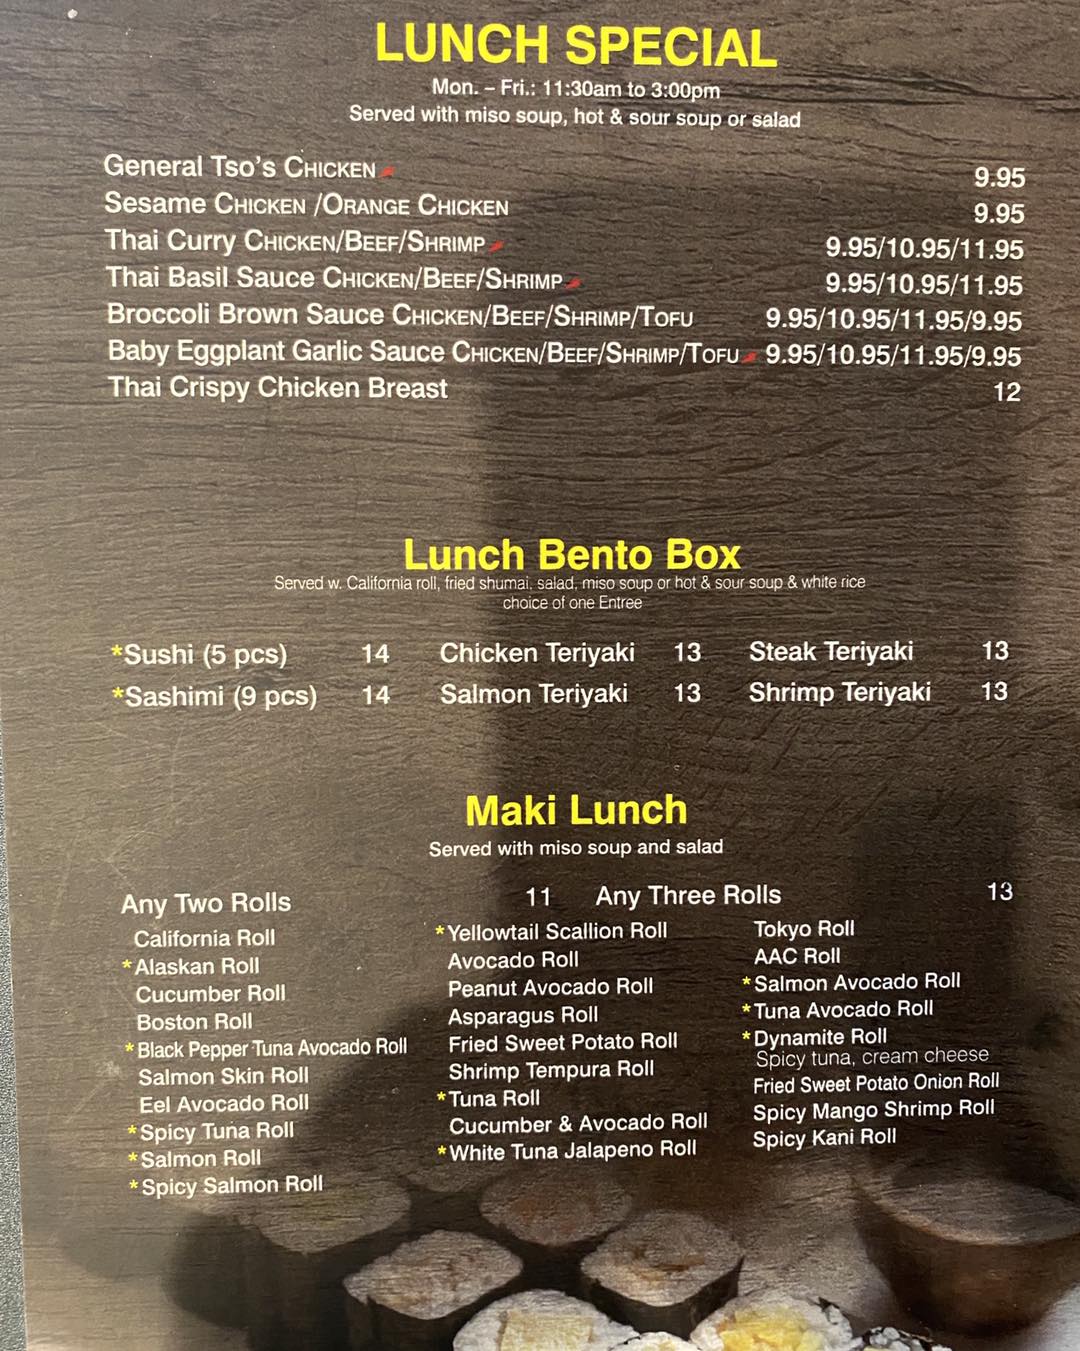 LUNCH SPECIAL
Mon. – Fri.: 11:30am to 3:00pm
Served with miso soup, hot & sour soup or salad
General Tso's CHICKEN 9.95
Sesame CHICKEN /ORANGE CHICKEN 9.95
Thai Curry CHICKEN/BEEF/SHRIMP 9.95/10.95/11.95
Thai Basil Sauce CHICKEN/BEEF/SHRIMP 9.95/10.95/11.95
Broccoli Brown Sauce CHICKEN/BEEF/SHRIMP/TOFU 9.95/10.95/11.95/9.95
Baby Eggplant Garlic Sauce CHICKEN/BEEF/SHRIMP/TOFU 9.95/10.95/11.95/9.95
Thai Crispy Chicken Breast 12
Lunch Bento Box
Served w. California roll, fried shumai, salad, miso soup or hot & sour soup & white rice
choice of one Entree
*Sushi (5 pcs) 14 Chicken Teriyaki 13 Steak Teriyaki 13
*Sashimi (9 pcs) 14 Salmon Teriyaki 13 Shrimp Teriyaki 13
Maki Lunch
Served with miso soup and salad
Any Two Rolls 11 Any Three Rolls 13
California Roll
*Alaskan Roll
Cucumber Roll
Boston Roll
*Black Pepper Tuna Avocado Roll
Salmon Skin Roll
Eel Avocado Roll
*Spicy Tuna Roll
*Salmon Roll
*Spicy Salmon Roll
*Yellowtail Scallion Roll
Avocado Roll
Peanut Avocado Roll
Asparagus Roll
Fried Sweet Potato Roll
Shrimp Tempura Roll
*Tuna Roll
Cucumber & Avocado Roll
*White Tuna Jalapeno Roll
Tokyo Roll
AAC Roll
*Salmon Avocado Roll
*Tuna Avocado Roll
*Dynamite Roll
Spicy tuna, cream cheese
Fried Sweet Potato Onion Roll
Spicy Mango Shrimp Roll
Spicy Kani Roll